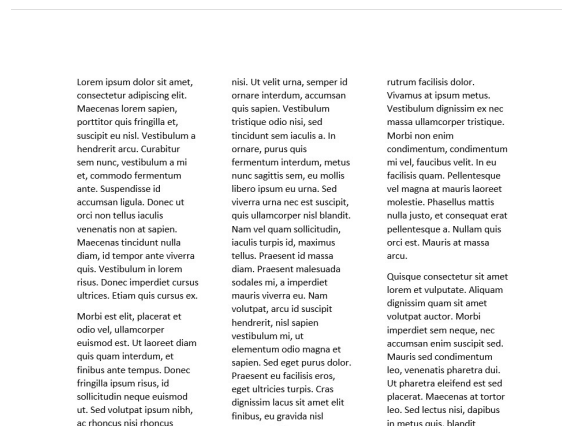 Lorem ipsum dolor sit amet,
consectetur adipiscing elit.
Maecenas lorem sapien,
porttitor quis fringilla et,
suscipit eu nisl. Vestibulum a
hendrerit arcu. Curabitur
sem nunc, vestibulum a mi
et, commodo fermentum
ante. Suspendisse id
accumsan ligula. Donec ut
orci non tellus iaculis
venenatis non at sapien.
Maecenas tincidunt nulla
diam, id tempor ante viverra
quis. Vestibulum in lorem
risus. Donec imperdiet cursus
ultrices. Etiam quis cursus ex.
Morbi est elit, placerat et
odio vel, ullamcorper
euismod est. Ut laoreet diam
quis quam interdum, et
finibus ante tempus. Donec
fringilla ipsum risus, id
sollicitudin neque euismod
ut. Sed volutpat ipsum nibh,
ac rhoncus nisi rhoncus
nisi. Ut velit urna, semper id
ornare interdum, accumsan
quis sapien. Vestibulum
tristique odio nisi, sed
tincidunt sem iaculis a. In
ornare, purus quis
fermentum interdum, metus
nunc sagittis sem, eu mollis
libero ipsum eu urna. Sed
viverra urna nec est suscipit,
quis ullamcorper nisl blandit.
Nam vel quam sollicitudin,
iaculis turpis id, maximus
tellus. Praesent id massa
diam. Praesent malesuada
sodales mi, a imperdiet
mauris viverra eu. Nam
volutpat, arcu id suscipit
hendrerit, nisl sapien
vestibulum mi, ut
elementum odio magna et
sapien. Sed eget purus dolor.
Praesent eu facilisis eros,
eget ultricies turpis. Cras
dignissim lacus sit amet elit
finibus, eu gravida nisl
rutrum facilisis dolor.
Vivamus at ipsum metus.
Vestibulum dignissim ex nec
massa ullamcorper tristique.
Morbi non enim
condimentum, condimentum
mi vel, faucibus velit. In eu
facilisis quam. Pellentesque
vel magna at mauris laoreet
molestie. Phasellus mattis
nulla justo, et consequat erat
pellentesque a. Nullam quis
orci est. Mauris at massa
arcu.
Quisque consectetur sit amet
lorem et vulputate. Aliquam
dignissim quam sit amet
volutpat auctor. Morbi
imperdiet sem neque, nec
accumsan enim suscipit sed.
Mauris sed condimentum
leo, venenatis pharetra dui.
Ut pharetra eleifend est sed
placerat. Maecenas at tortor
leo. Sed lectus nisi, dapibus
in metus quis, blandit